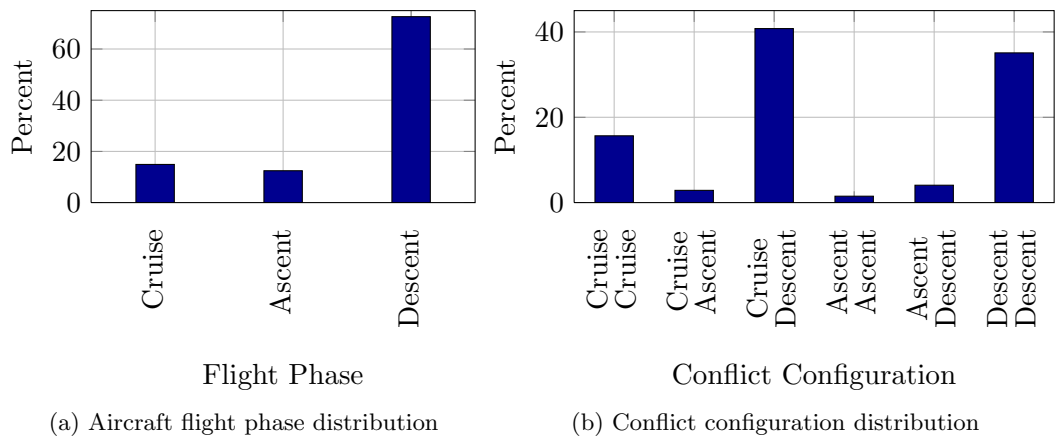 60
40
20
0
Percent
Cruise
Ascent
Descent
Flight Phase
(a) Aircraft flight phase distribution
40
20
0
Percent
Cruise
Cruise
Cruise
Ascent
Cruise
Descent
Ascent
Ascent
Ascent
Descent
Descent
Descent
Conflict Configuration
(b) Conflict configuration distribution